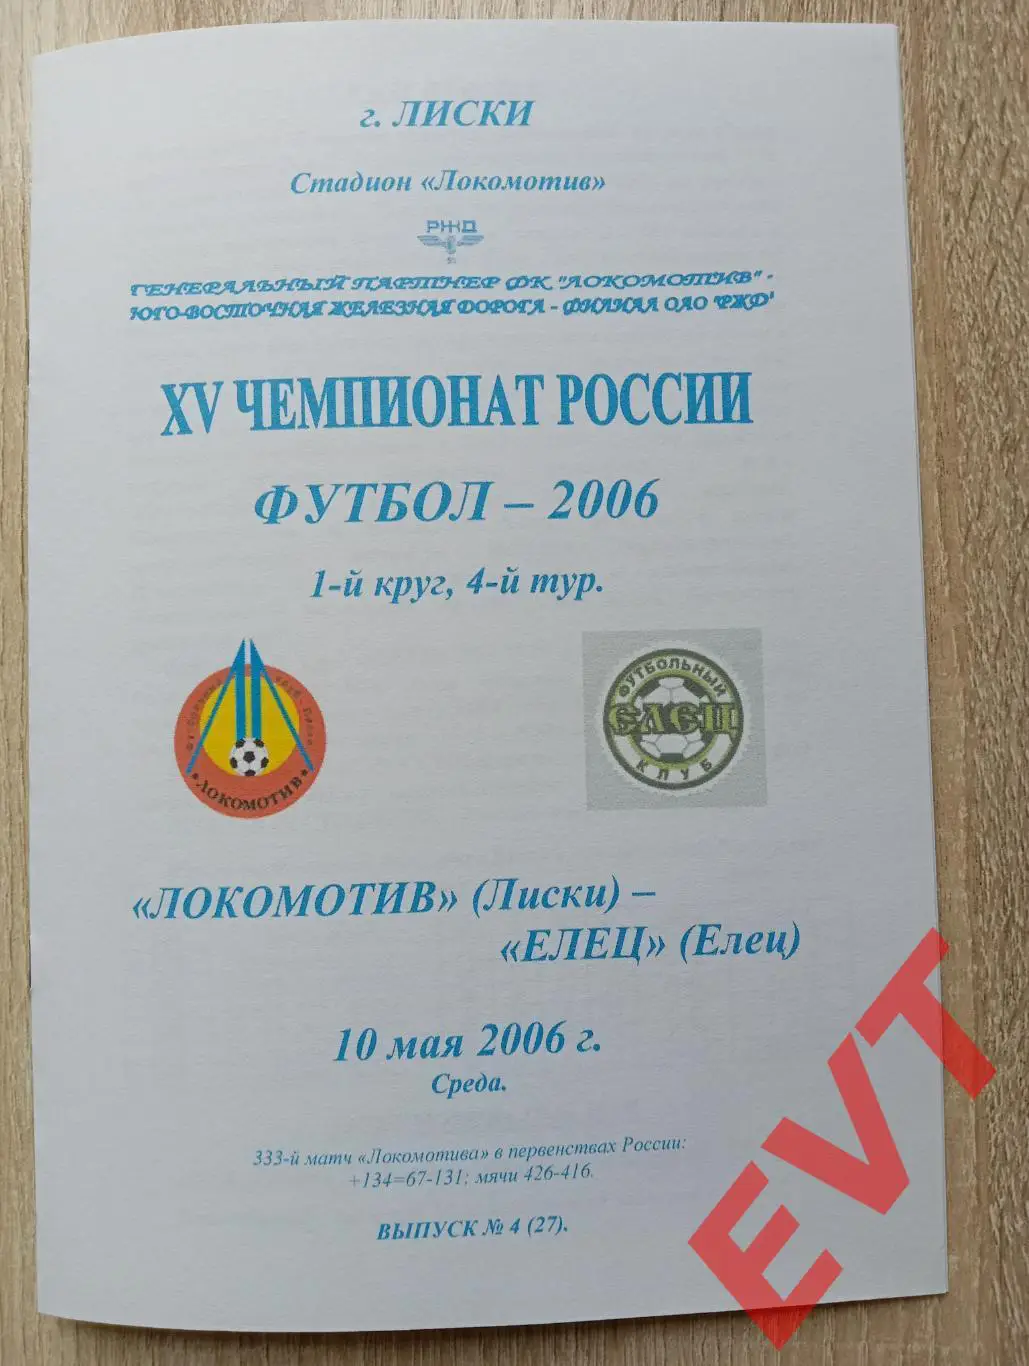 г. ЛИСКИ
Стадион «Локомотив»
РЖД
ГЕНЕРАЛЬНЫЙ ПАРТНЕР ФК "ЛОКОМОТИВ" -
ЮГО-ВОСТОЧНАЯ ЖЕЛЕЗНАЯ ДОРОГА - ФИЛИАЛ ОАО "РЖД"
XV ЧЕМПИОНАТ РОССИИ
ФУТБОЛ – 2006
1-й круг, 4-й тур.
ЛОКОМОТИВ
ФУТБОЛЬНЫЙ
ЕЛЕЦ
КЛУБ
«ЛОКОМОТИВ» (Лиски) –
«ЕЛЕЦ» (Елец)
10 мая 2006 г.
Среда.
333-й матч «Локомотива» в первенствах России:
+134=67-131; мячи 426-416.
ВЫПУСК № 4 (27).
EVT